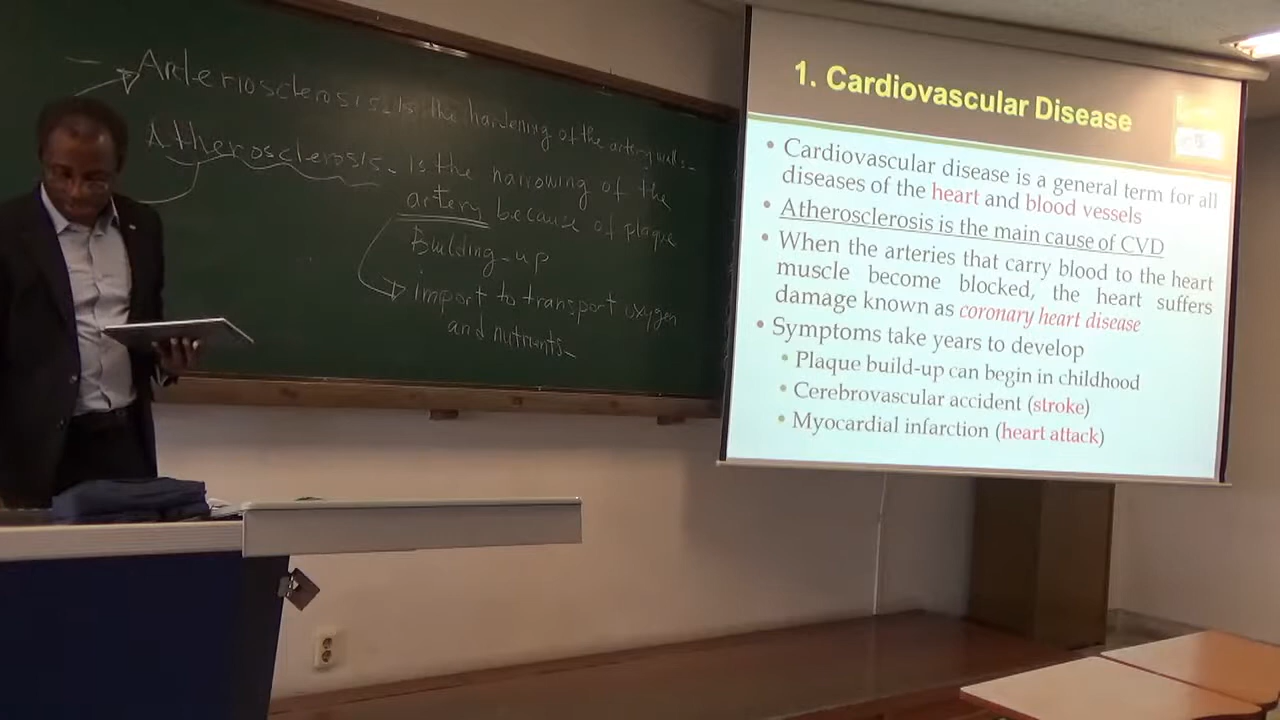 Arteriosclerosis - Is the hardening of the artery walls -
Atherosclerosis - Is the narrowing of the
artery because of plaque
Building-up
import to transport oxygen
and nutrients -
1. Cardiovascular Disease
• Cardiovascular disease is a general term for all
diseases of the heart and blood vessels
• Atherosclerosis is the main cause of CVD
• When the arteries that carry blood to the heart
muscle become blocked, the heart suffers
damage known as coronary heart disease
• Symptoms take years to develop
• Plaque build-up can begin in childhood
• Cerebrovascular accident (stroke)
• Myocardial infarction (heart attack)